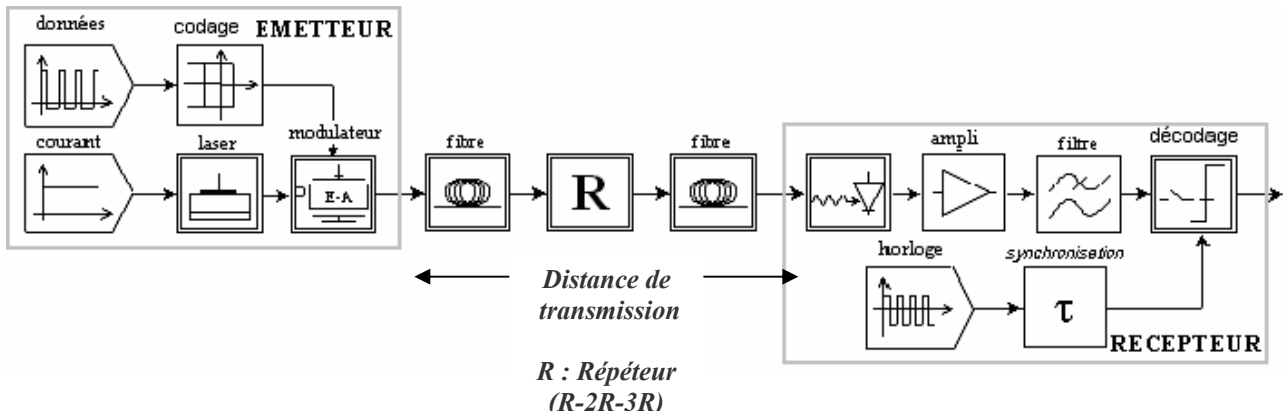 données
codage
EMETTEUR
courant
laser
modulateur
E-A
fibre
R
fibre
ampli
filtre
décodage
horloge
synchronisation
τ
RECEPTEUR
Distance de
transmission
R : Répéteur
(R-2R-3R)